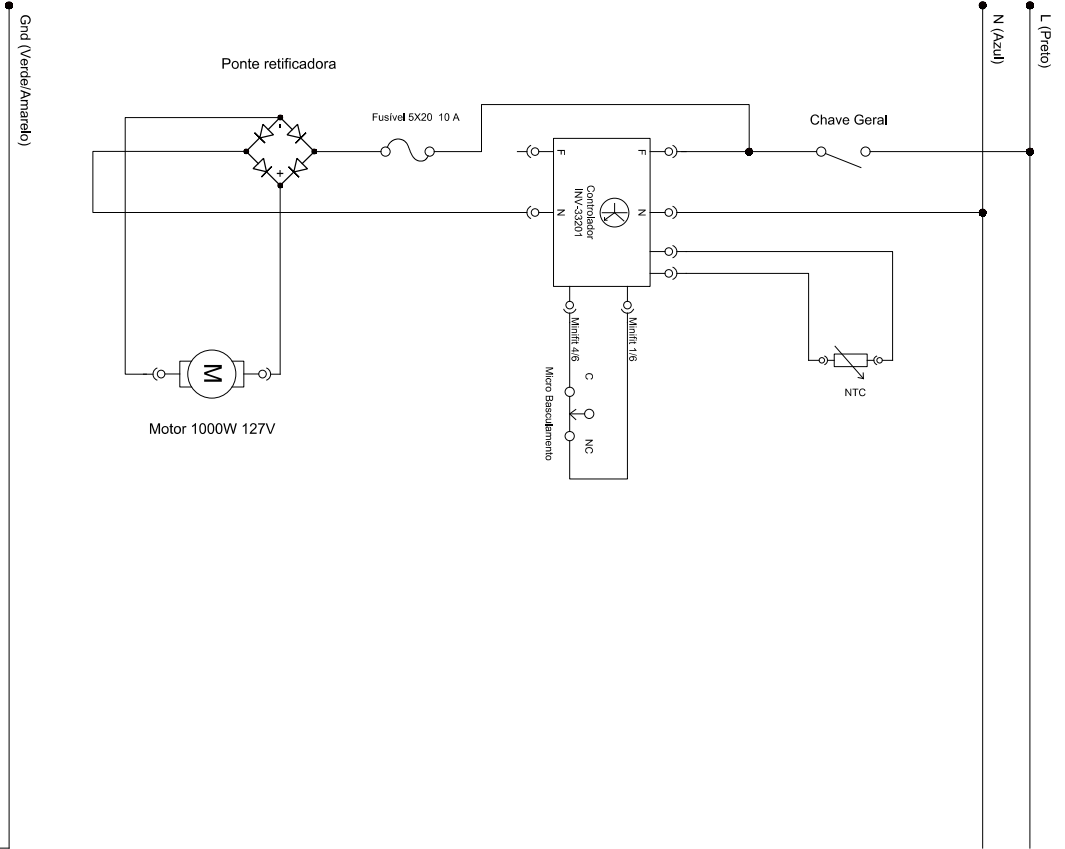 Gnd (Verde/Amarelo)
N (Azul)
L (Preto)
Ponte retificadora
Fusível 5X20 10 A
Chave Geral
-
+
F
N
Controlador
INV-33201
F
N
Minifit 4/6
Minifit 1/6
NTC
M
Motor 1000W 127V
C
NC
Micro Basculamento